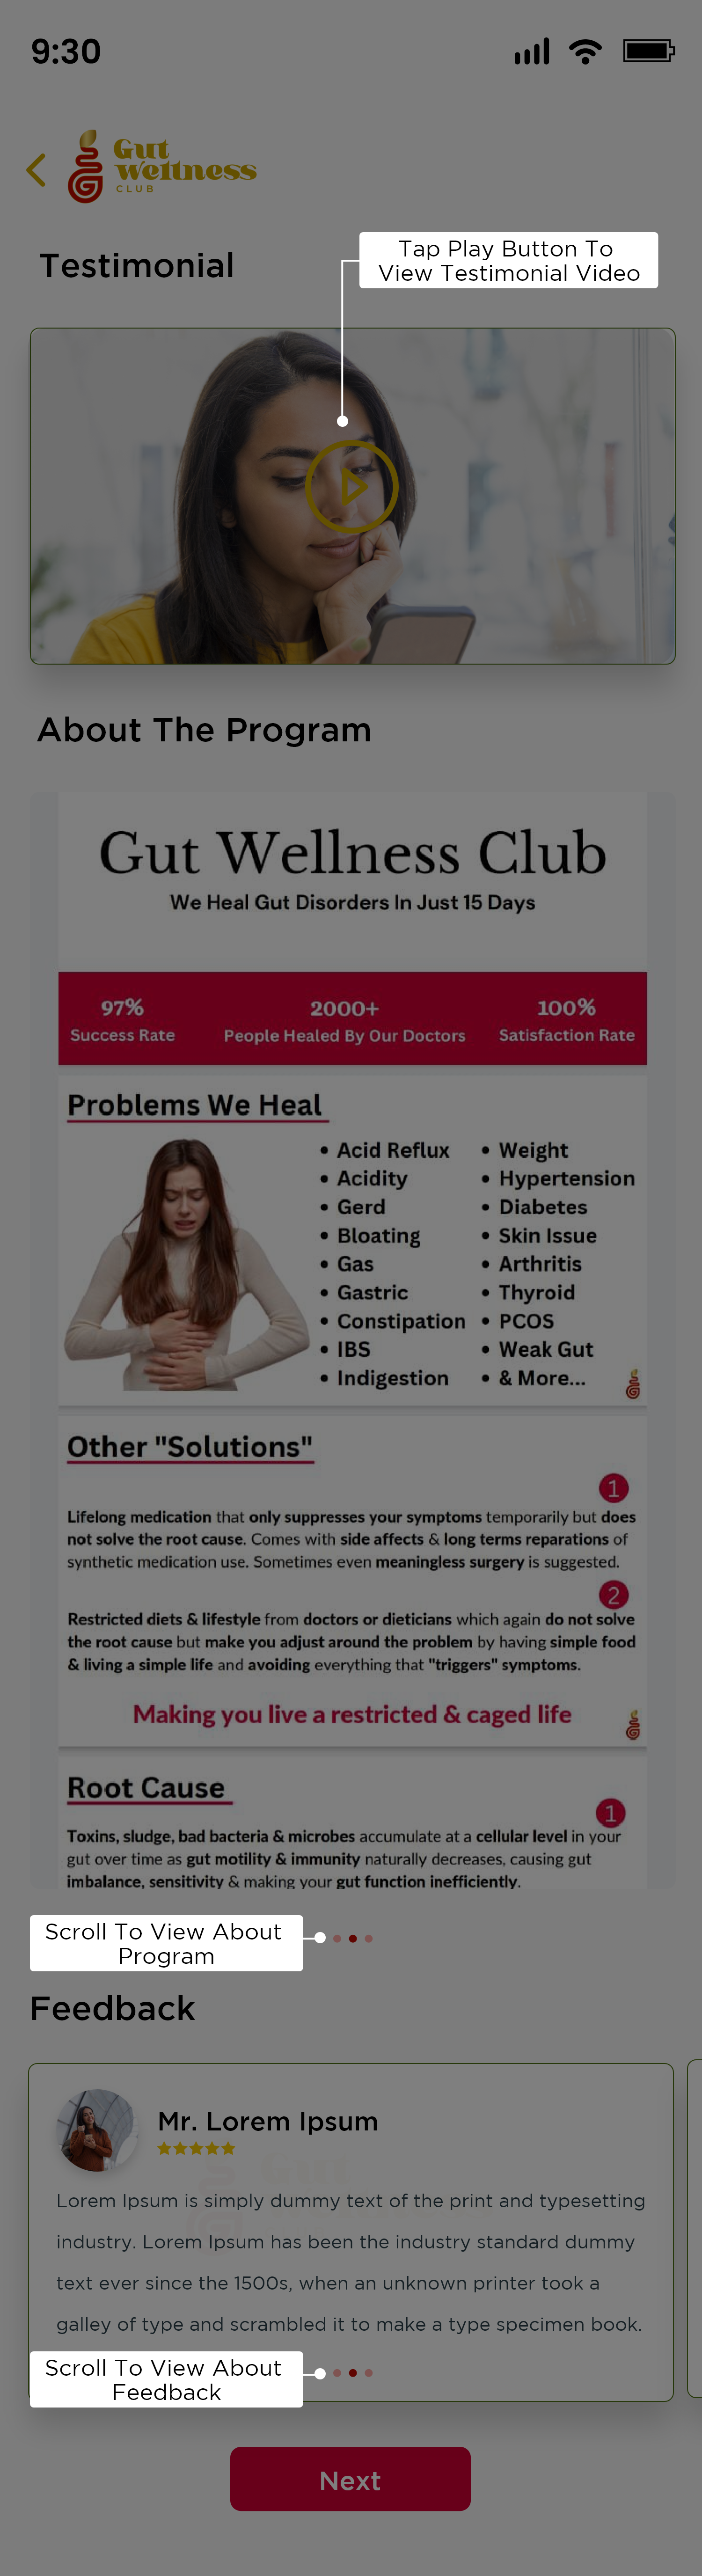 9:30
Gut
Wellness
CLUB
Testimonial
Tap Play Button To
View Testimonial Video
About The Program
Gut Wellness Club
We Heal Gut Disorders In Just 15 Days
97%
Success Rate
2000+
People Healed By Our Doctors
100%
Satisfaction Rate
Problems We Heal
• Acid Reflux
• Acidity
• Gerd
• Bloating
• Gas
• Gastric
• Constipation
• IBS
• Indigestion
• Weight
• Hypertension
• Diabetes
• Skin Issue
• Arthritis
• Thyroid
• PCOS
• Weak Gut
• & More...
Other "Solutions"
1
Lifelong medication that only suppresses your symptoms temporarily but does
not solve the root cause. Comes with side affects & long terms reparations of
synthetic medication use. Sometimes even meaningless surgery is suggested.
2
Restricted diets & lifestyle from doctors or dieticians which again do not solve
the root cause but make you adjust around the problem by having simple food
& living a simple life and avoiding everything that "triggers" symptoms.
Making you live a restricted & caged life
Root Cause
1
Toxins, sludge, bad bacteria & microbes accumulate at a cellular level in your
gut over time as gut motility & immunity naturally decreases, causing gut
imbalance, sensitivity & making your gut function inefficiently.
Scroll To View About
Program
Feedback
Mr. Lorem Ipsum
Lorem Ipsum is simply dummy text of the print and typesetting
industry. Lorem Ipsum has been the industry standard dummy
text ever since the 1500s, when an unknown printer took a
galley of type and scrambled it to make a type specimen book.
Scroll To View About
Feedback
Next